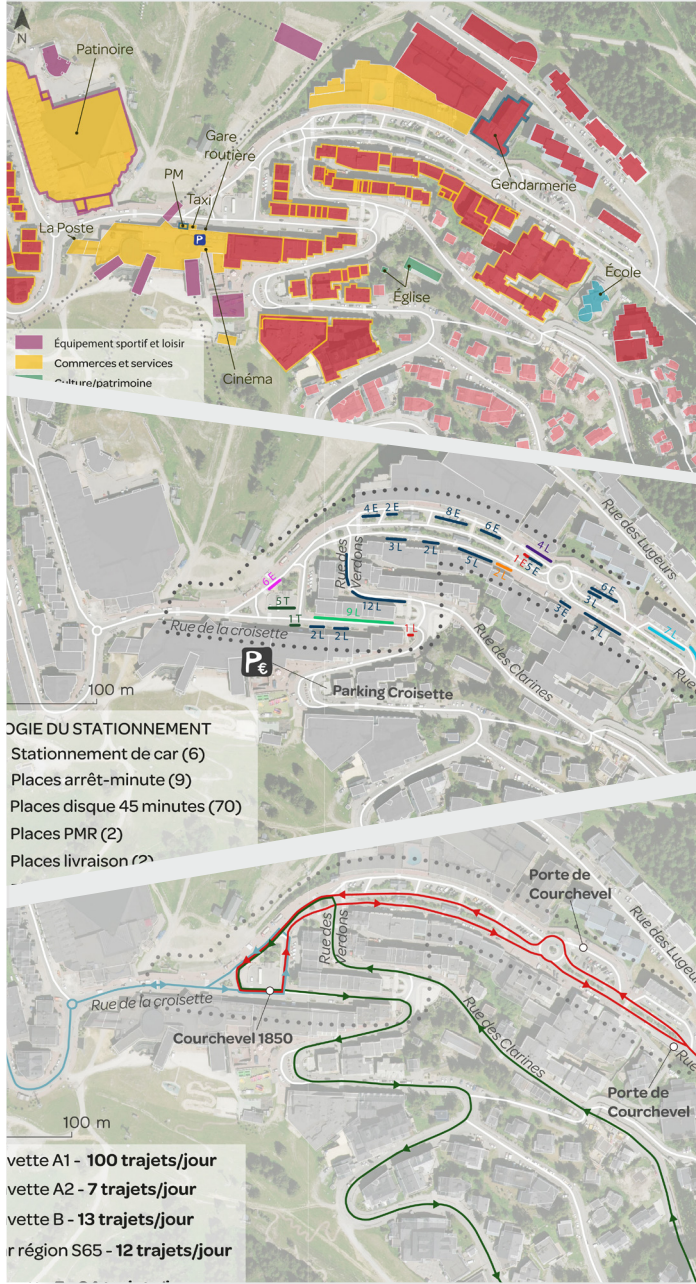 N
Patinoire
Gare
routière
PM
Taxi
La Poste
P
Gendarmerie
École
Église
Équipement sportif et loisir
Commerces et services
Culture/patrimoine
Cinéma
Rue des Lugeurs
4 E
2 E
8 E
6 E
4 L
Rue des
Verdons
3 L
2 L
5 L
1 E
5 E
6 E
6 E
3 L
12 L
3 E
7 L
7 L
5 T
1 T
9 L
2 L
2 L
1 L
Rue de la croisette
Rue des Clarines
Rue
P €
Parking Croisette
100 m
OGIE DU STATIONNEMENT
Stationnement de car (6)
Places arrêt-minute (9)
Places disque 45 minutes (70)
Places PMR (2)
Places livraison (2)
Porte de
Courchevel
Rue des Lugeu
Rue des
Verdons
Rue de la croisette
Courchevel 1850
Rue des Clarines
Rue
Porte de
Courchevel
100 m
vette A1 - 100 trajets/jour
vette A2 - 7 trajets/jour
vette B - 13 trajets/jour
r région S65 - 12 trajets/jour